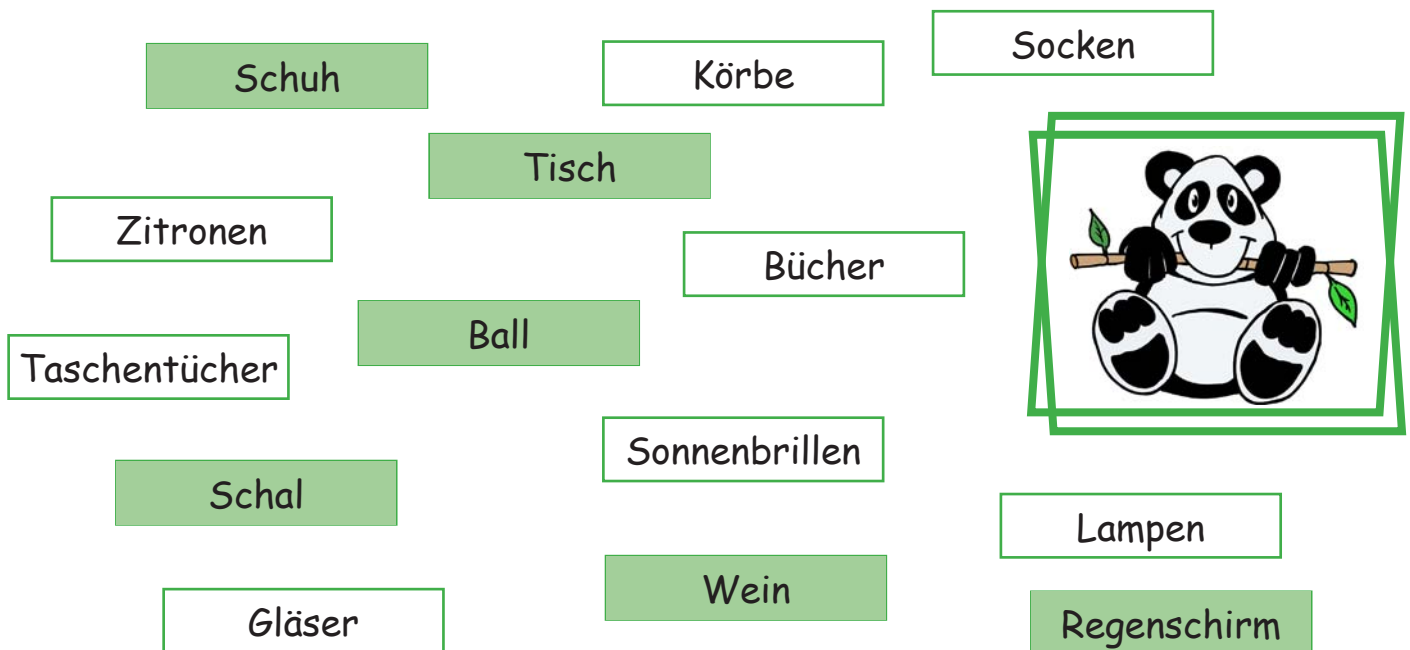 Socken
Schuh
Körbe
Tisch
Zitronen
Bücher
Ball
Taschentücher
Sonnenbrillen
Schal
Lampen
Wein
Gläser
Regenschirm